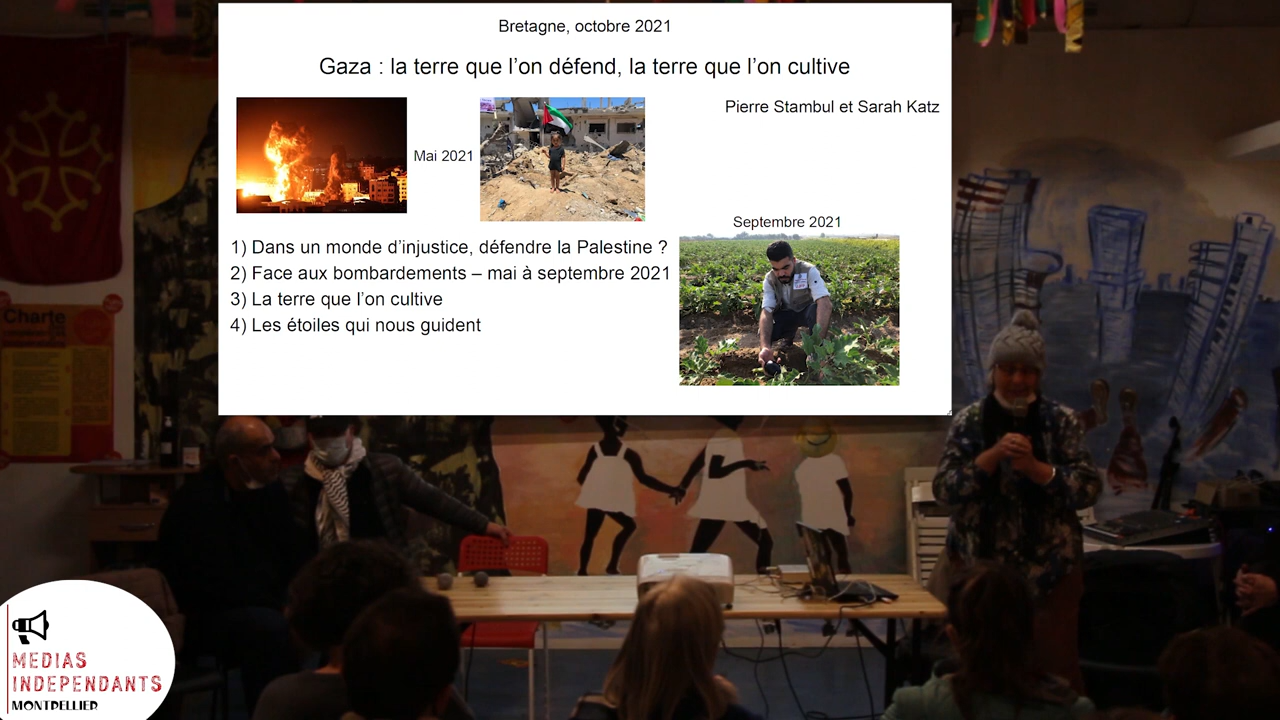 Bretagne, octobre 2021
Gaza : la terre que l’on défend, la terre que l’on cultive
Pierre Stambul et Sarah Katz
Mai 2021
Septembre 2021
1) Dans un monde d’injustice, défendre la Palestine ?
2) Face aux bombardements – mai à septembre 2021
3) La terre que l’on cultive
4) Les étoiles qui nous guident
Charte
MEDIAS
INDEPENDANTS
MONTPELLIER